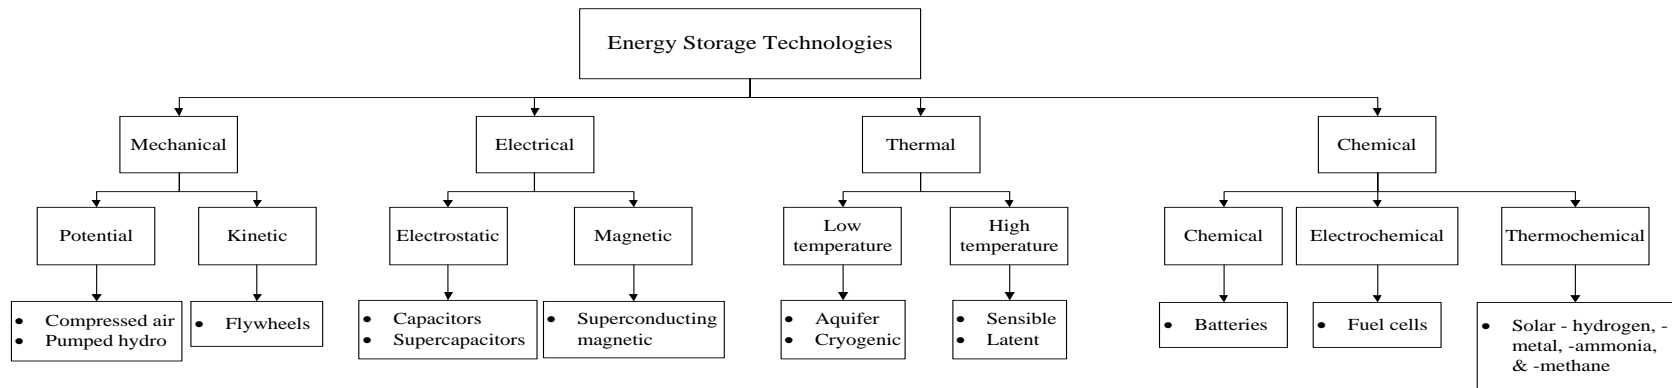 Energy Storage Technologies
Mechanical
Electrical
Thermal
Chemical
Potential
Kinetic
Electrostatic
Magnetic
Low
temperature
High
temperature
Chemical
Electrochemical
Thermochemical
• Compressed air
• Pumped hydro
• Flywheels
• Capacitors
• Supercapacitors
• Superconducting
magnetic
• Aquifer
• Cryogenic
• Sensible
• Latent
• Batteries
• Fuel cells
• Solar - hydrogen, -
metal, -ammonia,
& -methane